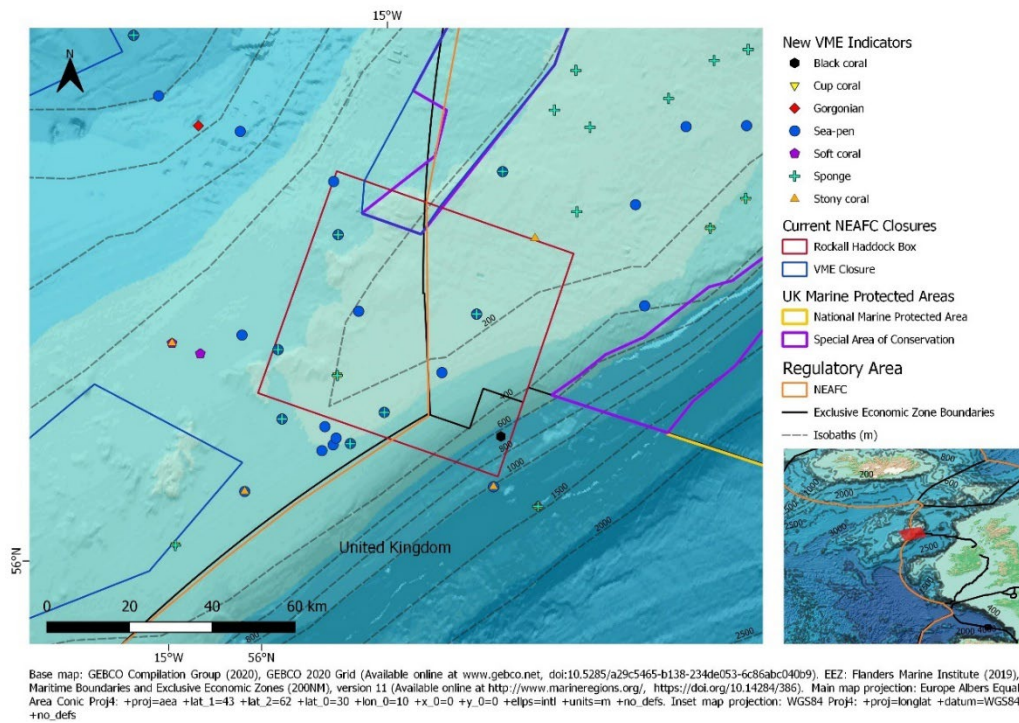 15°W
N
200
400
600
800
1000
1500
2000
2500
800
United Kingdom
56°N
0 20 40 60 km
15°W 56°N
New VME Indicators
Black coral
Cup coral
Gorgonian
Sea-pen
Soft coral
Sponge
Stony coral
Current NEAFC Closures
Rockall Haddock Box
VME Closure
UK Marine Protected Areas
National Marine Protected Area
Special Area of Conservation
Regulatory Area
NEAFC
Exclusive Economic Zone Boundaries
Isobaths (m)
Base map: GEBCO Compilation Group (2020), GEBCO 2020 Grid (Available online at www.gebco.net, doi:10.5285/a29c5465-b138-234de053-6c86abc040b9). EEZ: Flanders Marine Institute (2019),
Maritime Boundaries and Exclusive Economic Zones (200NM), version 11 (Available online at http://www.marineregions.org/, https://doi.org/10.14284/386). Main map projection: Europe Albers Equal
Area Conic Proj4: +proj=aea +lat_1=43 +lat_2=62 +lat_0=30 +lon_0=10 +x_0=0 +y_0=0 +ellps=intl +units=m +no_defs. Inset map projection: WGS84 Proj4: +proj=longlat +datum=WGS84
+no_defs